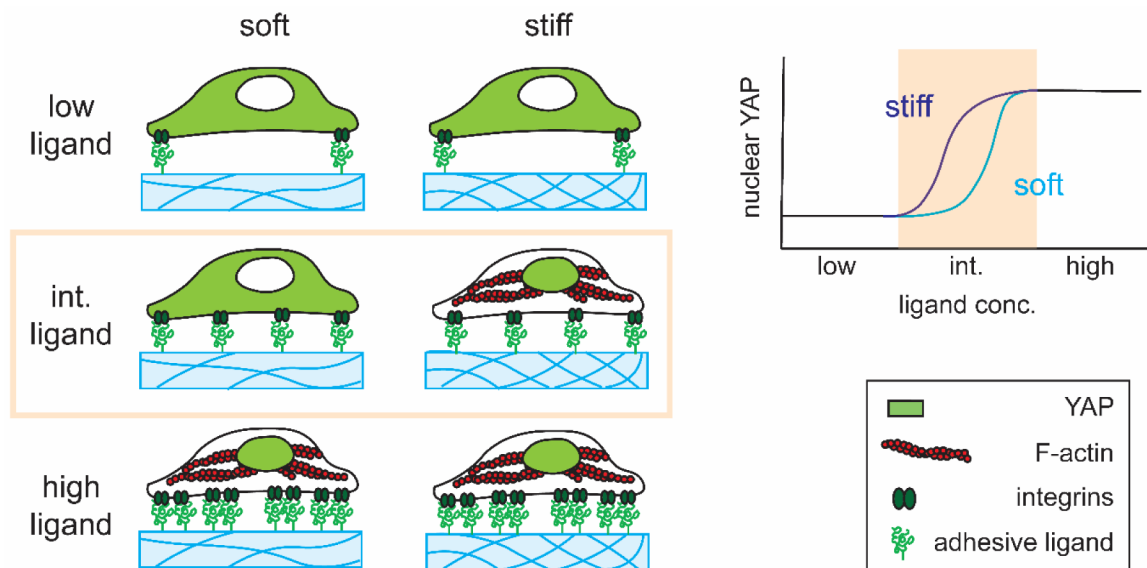 soft
stiff
low
ligand
int.
ligand
high
ligand
nuclear YAP
stiff
soft
low
int.
high
ligand conc.
YAP
F-actin
integrins
adhesive ligand